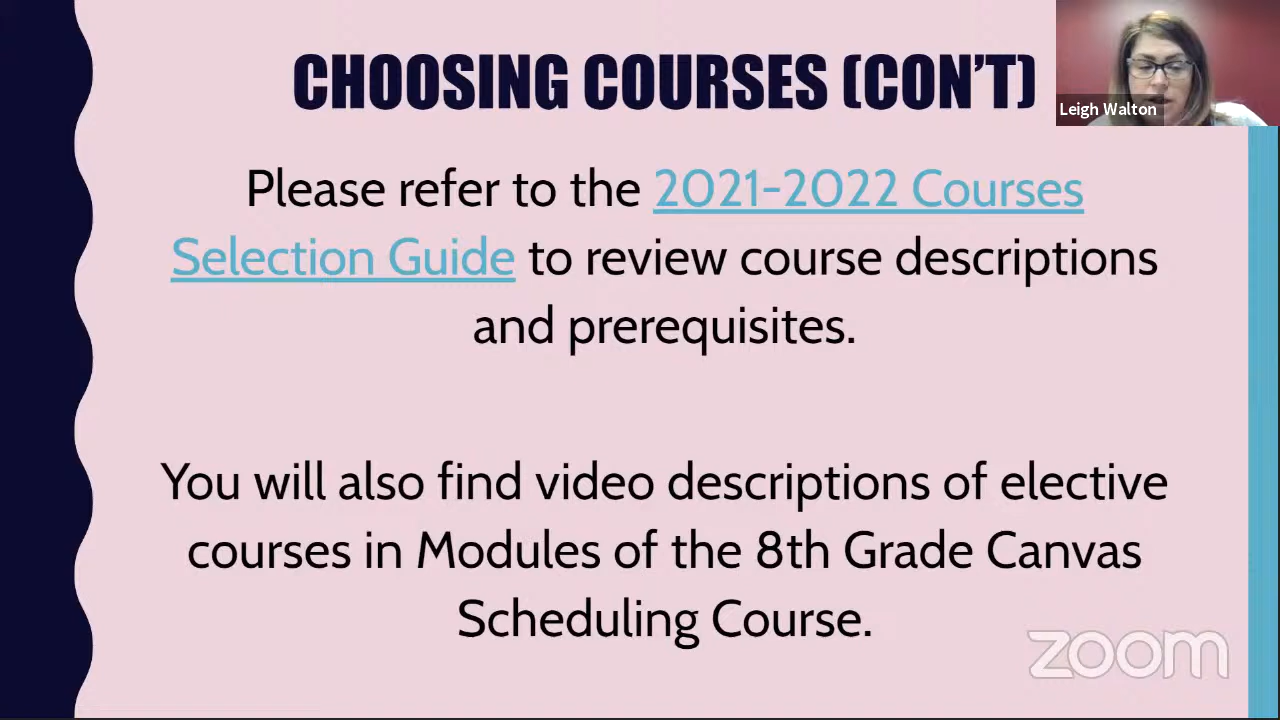 CHOOSING COURSES (CON'T)
Leigh Walton
Please refer to the 2021-2022 Courses
Selection Guide to review course descriptions
and prerequisites.
You will also find video descriptions of elective
courses in Modules of the 8th Grade Canvas
Scheduling Course.
zoom